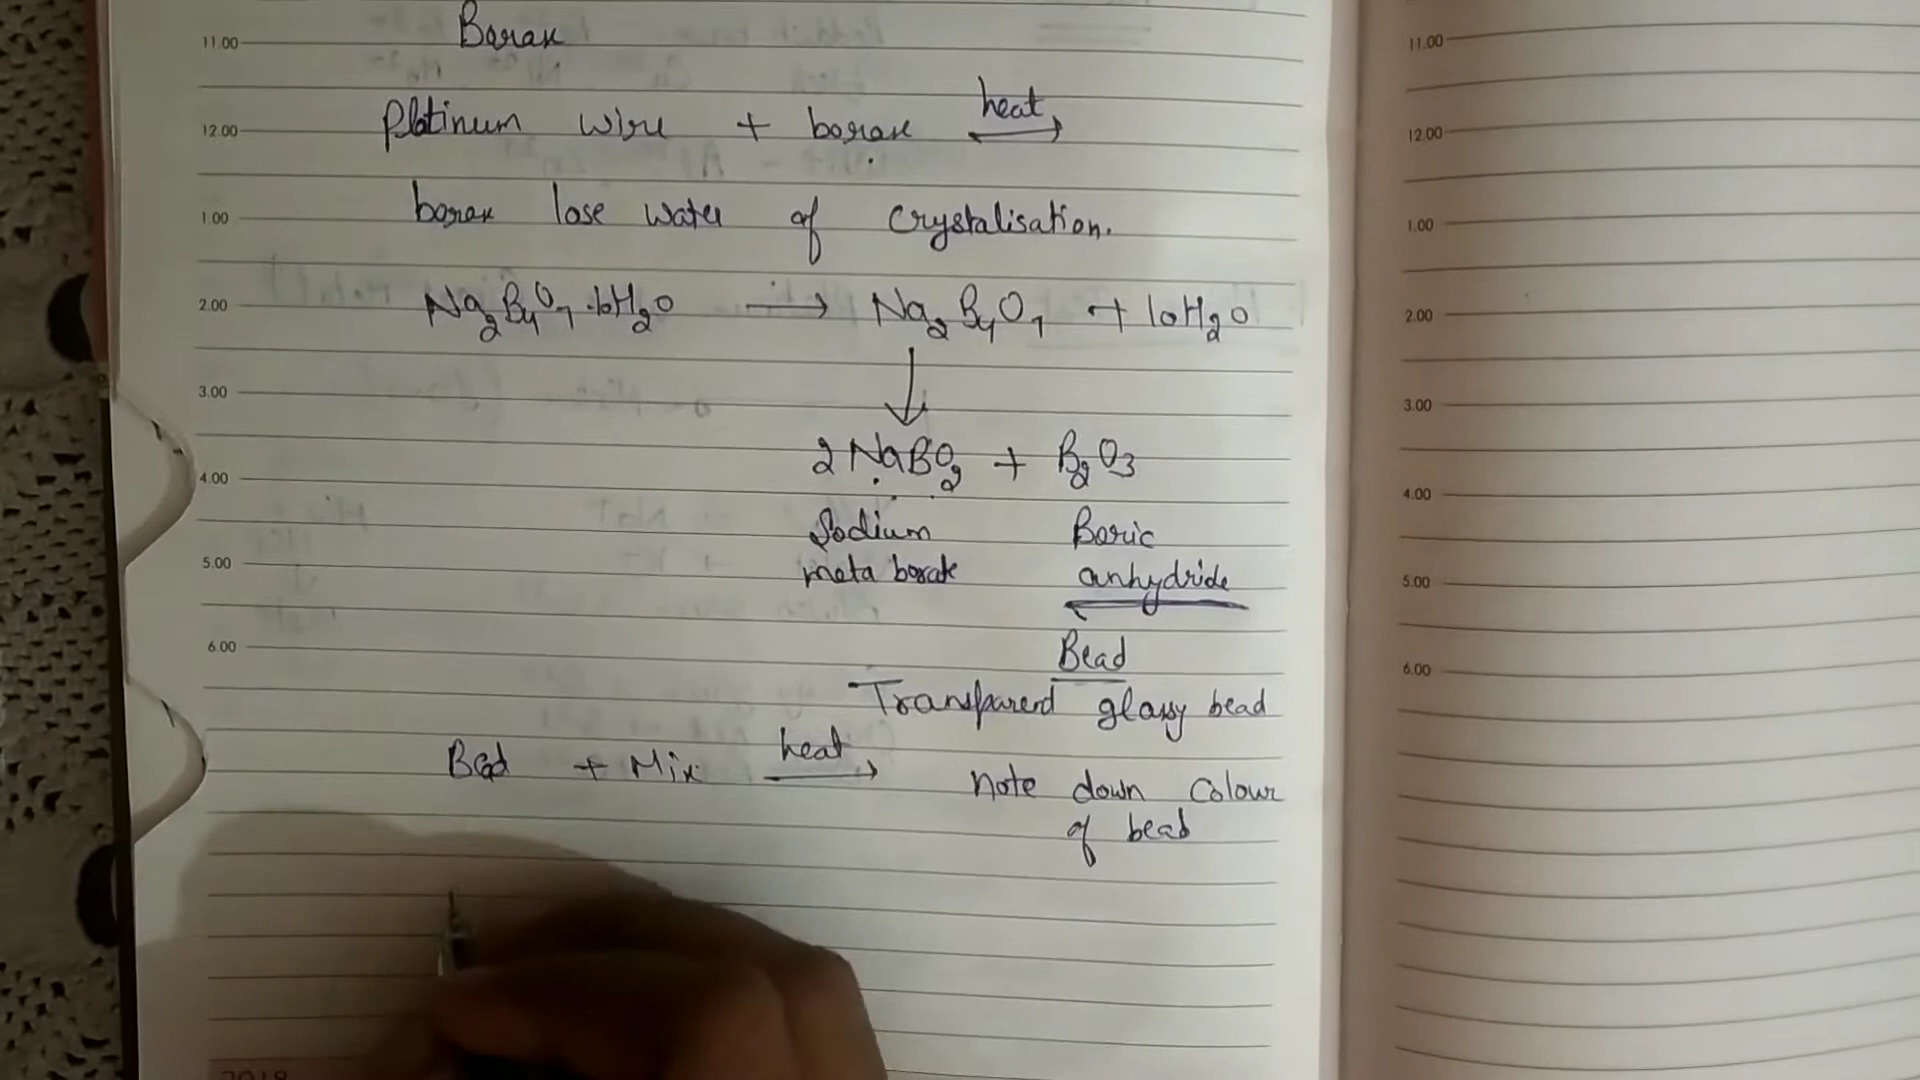 Borax
11.00
11.00
Platinum wire + borax heat →
12.00
12.00
borax lose water of Crystalisation.
1.00
1.00
Na2B4O7.10H2O → Na2B4O7 + 10H2O
2.00
2.00
↓
3.00
3.00
2NaBO2 + B2O3
4.00
4.00
Sodium Boric
meta borate anhydride
5.00
5.00
Bead
6.00
6.00
Transparent glassy bead
Bead + Mix heat → note down colour
of bead
2018